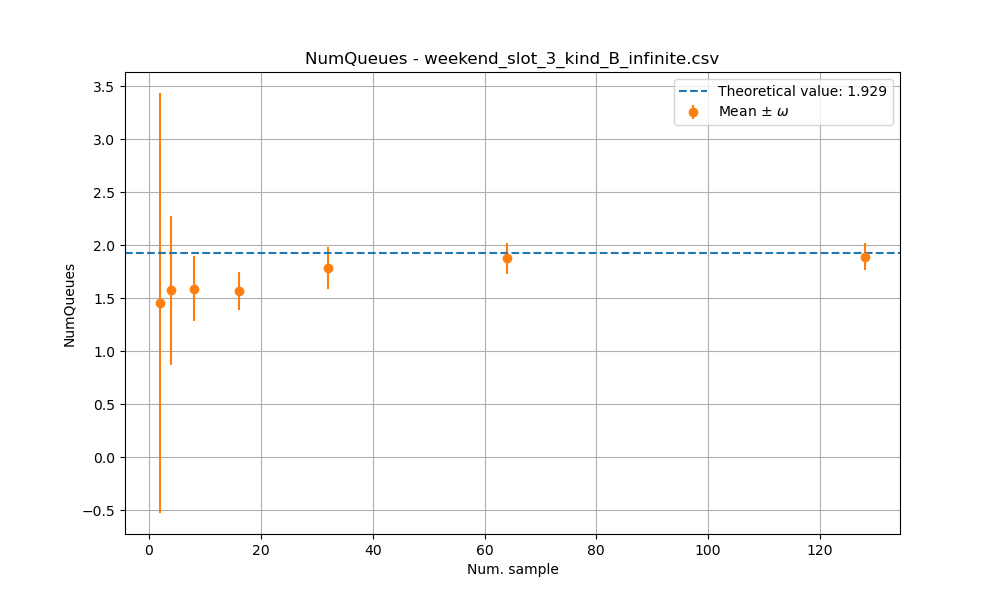 NumQueues - weekend_slot_3_kind_B_infinite.csv
Theoretical value: 1.929
Mean ± ω
3.5
3.0
2.5
2.0
1.5
1.0
0.5
0.0
−0.5
NumQueues
0 20 40 60 80 100 120
Num. sample